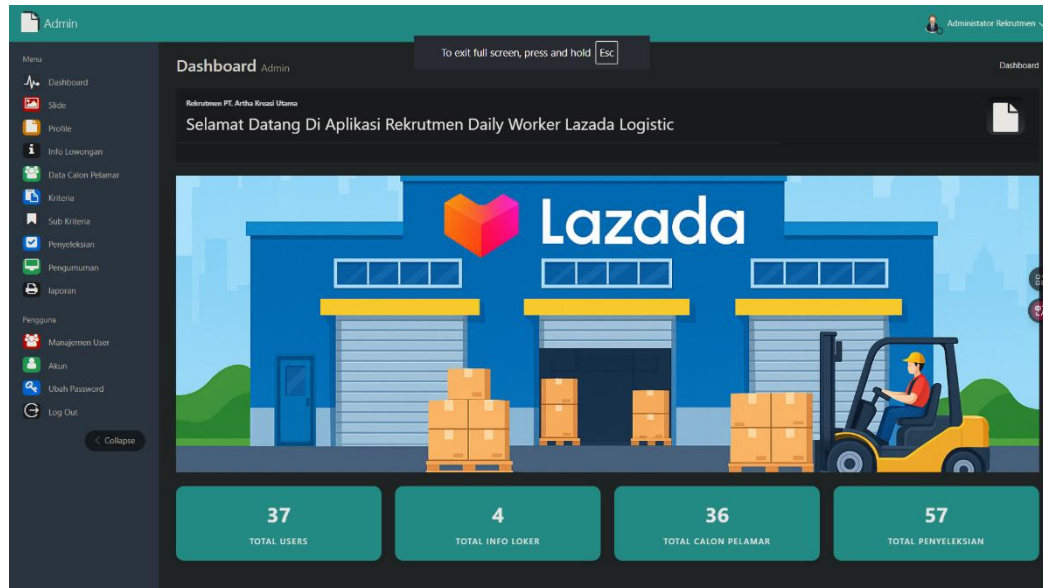 Admin
Administator Rekrutmen
To exit full screen, press and hold Esc
Menu
Dashboard
Slide
Profile
Info Lowongan
Data Calon Pelamar
Kriteria
Sub Kriteria
Penyeleksian
Pengumuman
laporan
Pengguna
Manajemen User
Akun
Ubah Password
Log Out
Collapse
Dashboard Admin
Dashboard
Rekrutmen PT. Artha Kreasi Utama
Selamat Datang Di Aplikasi Rekrutmen Daily Worker Lazada Logistic
Lazada
37
TOTAL USERS
4
TOTAL INFO LOKER
36
TOTAL CALON PELAMAR
57
TOTAL PENYELEKSIAN